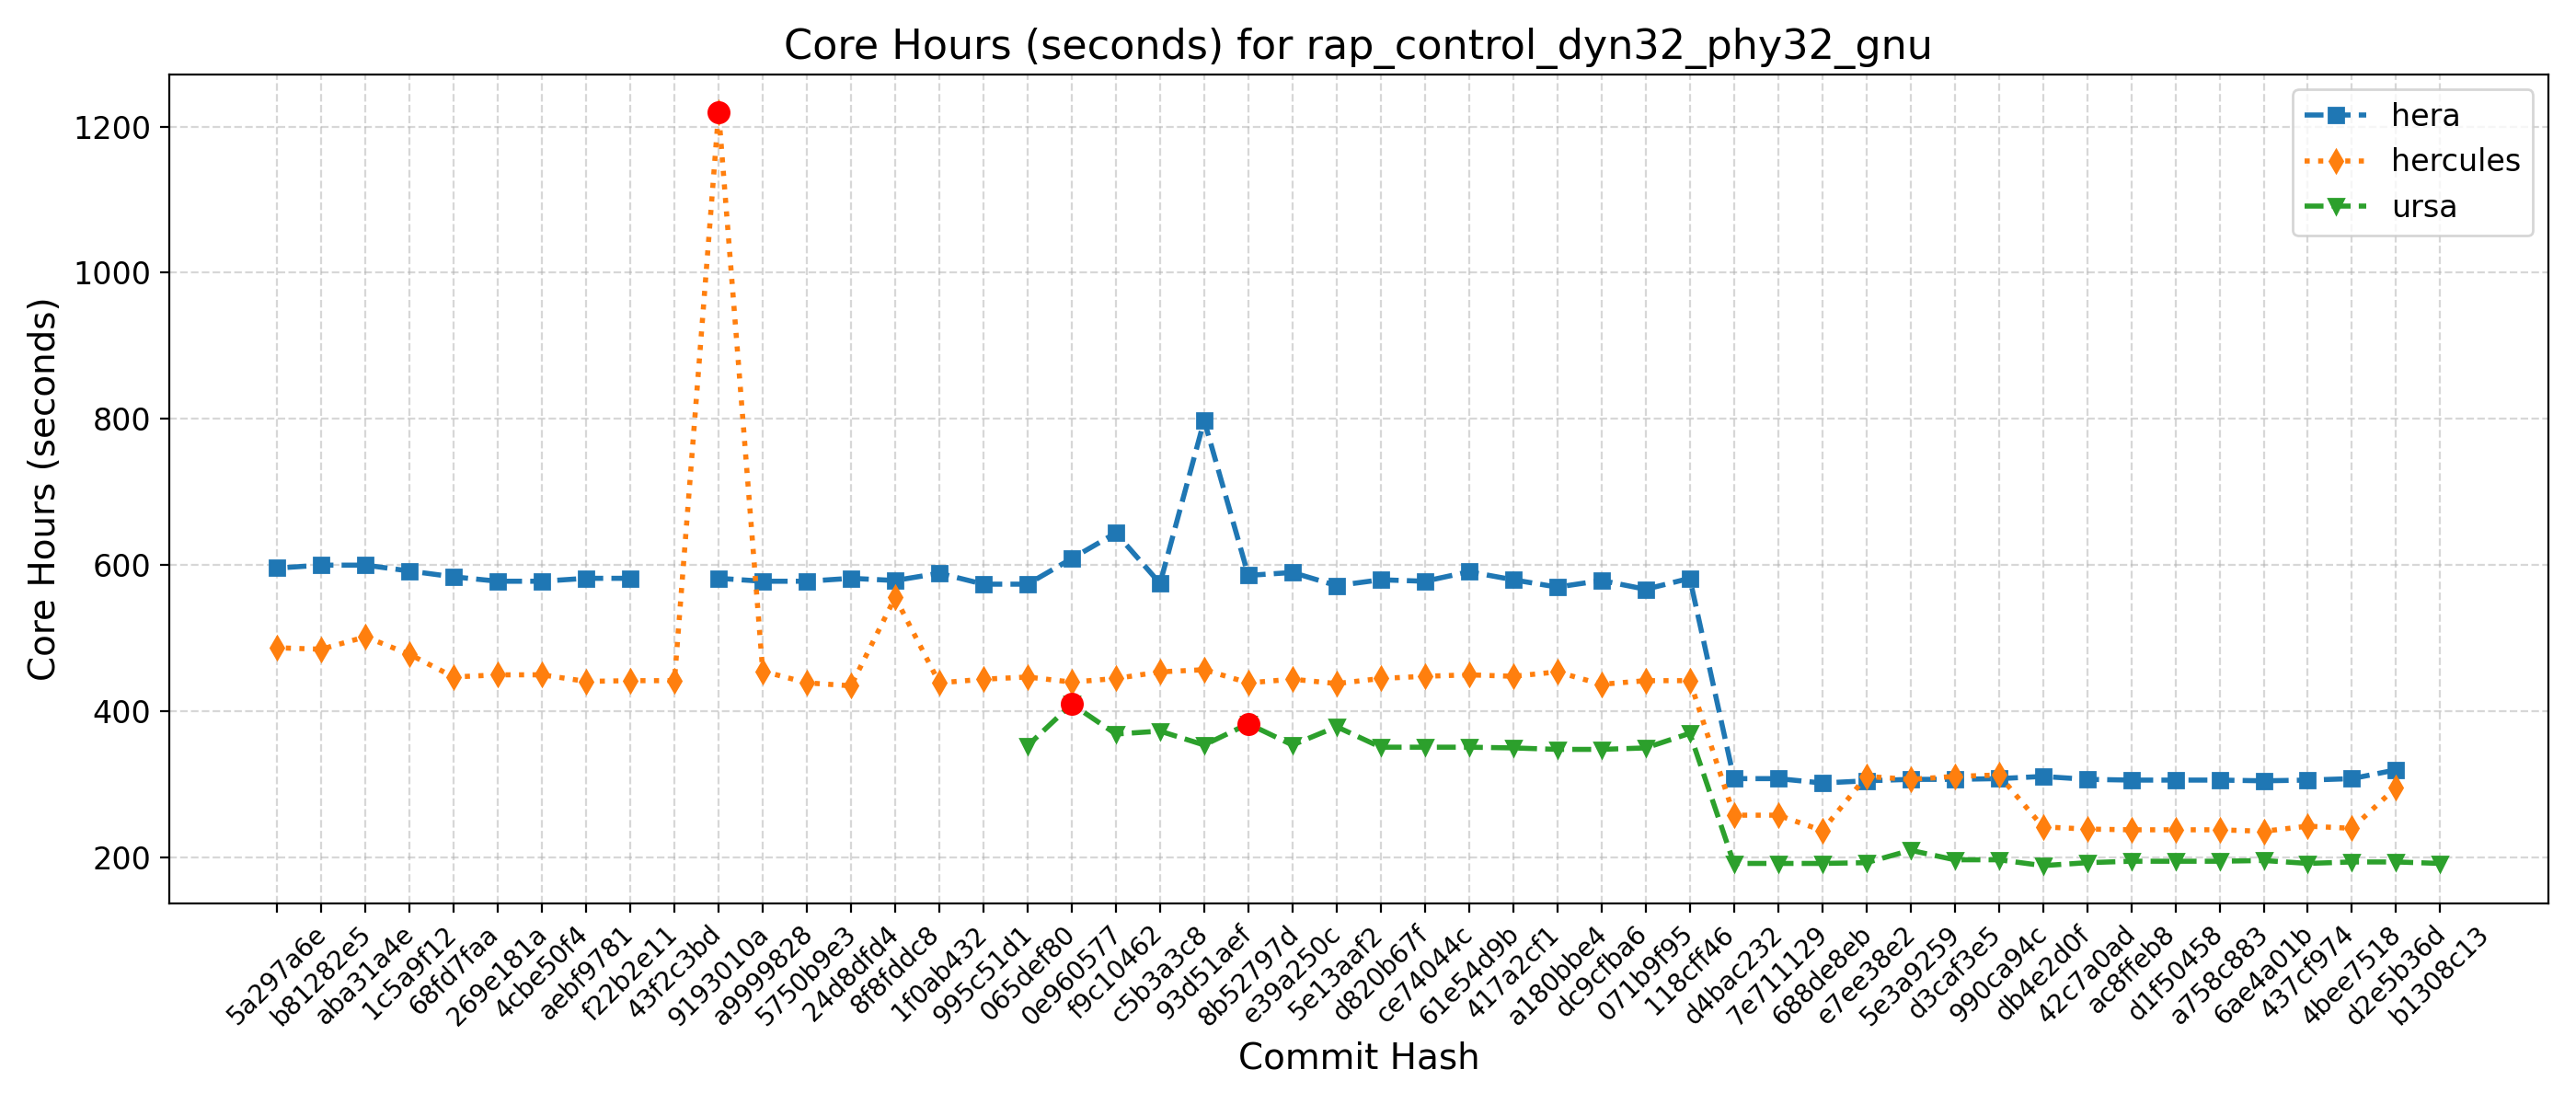 Core Hours (seconds) for rap_control_dyn32_phy32_gnu
Core Hours (seconds)
1200
1000
800
600
400
200
hera
hercules
ursa
5a297a6e
b81282e5
aba31a4e
1c5a9f12
68fd7faa
269e181a
4cbe50f4
aebf9781
f22b2e11
43f2c3bd
9193010a
a9999828
5750b9e3
24d8dfd4
8f8fddc8
1f0ab432
995c51d1
065def80
0e960577
f9c10462
c5b3a3c8
93d51aef
8b52797d
e39a250c
5e13aaf2
d820b67f
ce74044c
61e54d9b
417a2cf1
a180bbe4
dc9cfba6
071b9f95
118cff46
d4bac232
7e711129
688de8eb
e7ee38e2
5e3a9259
d3caf3e5
990ca94c
db4e2d0f
42c7a0ad
ac8ffeb8
d1f50458
a758c883
6ae4a01b
437cf974
4bee7518
d2e5b36d
b1308c13
Commit Hash